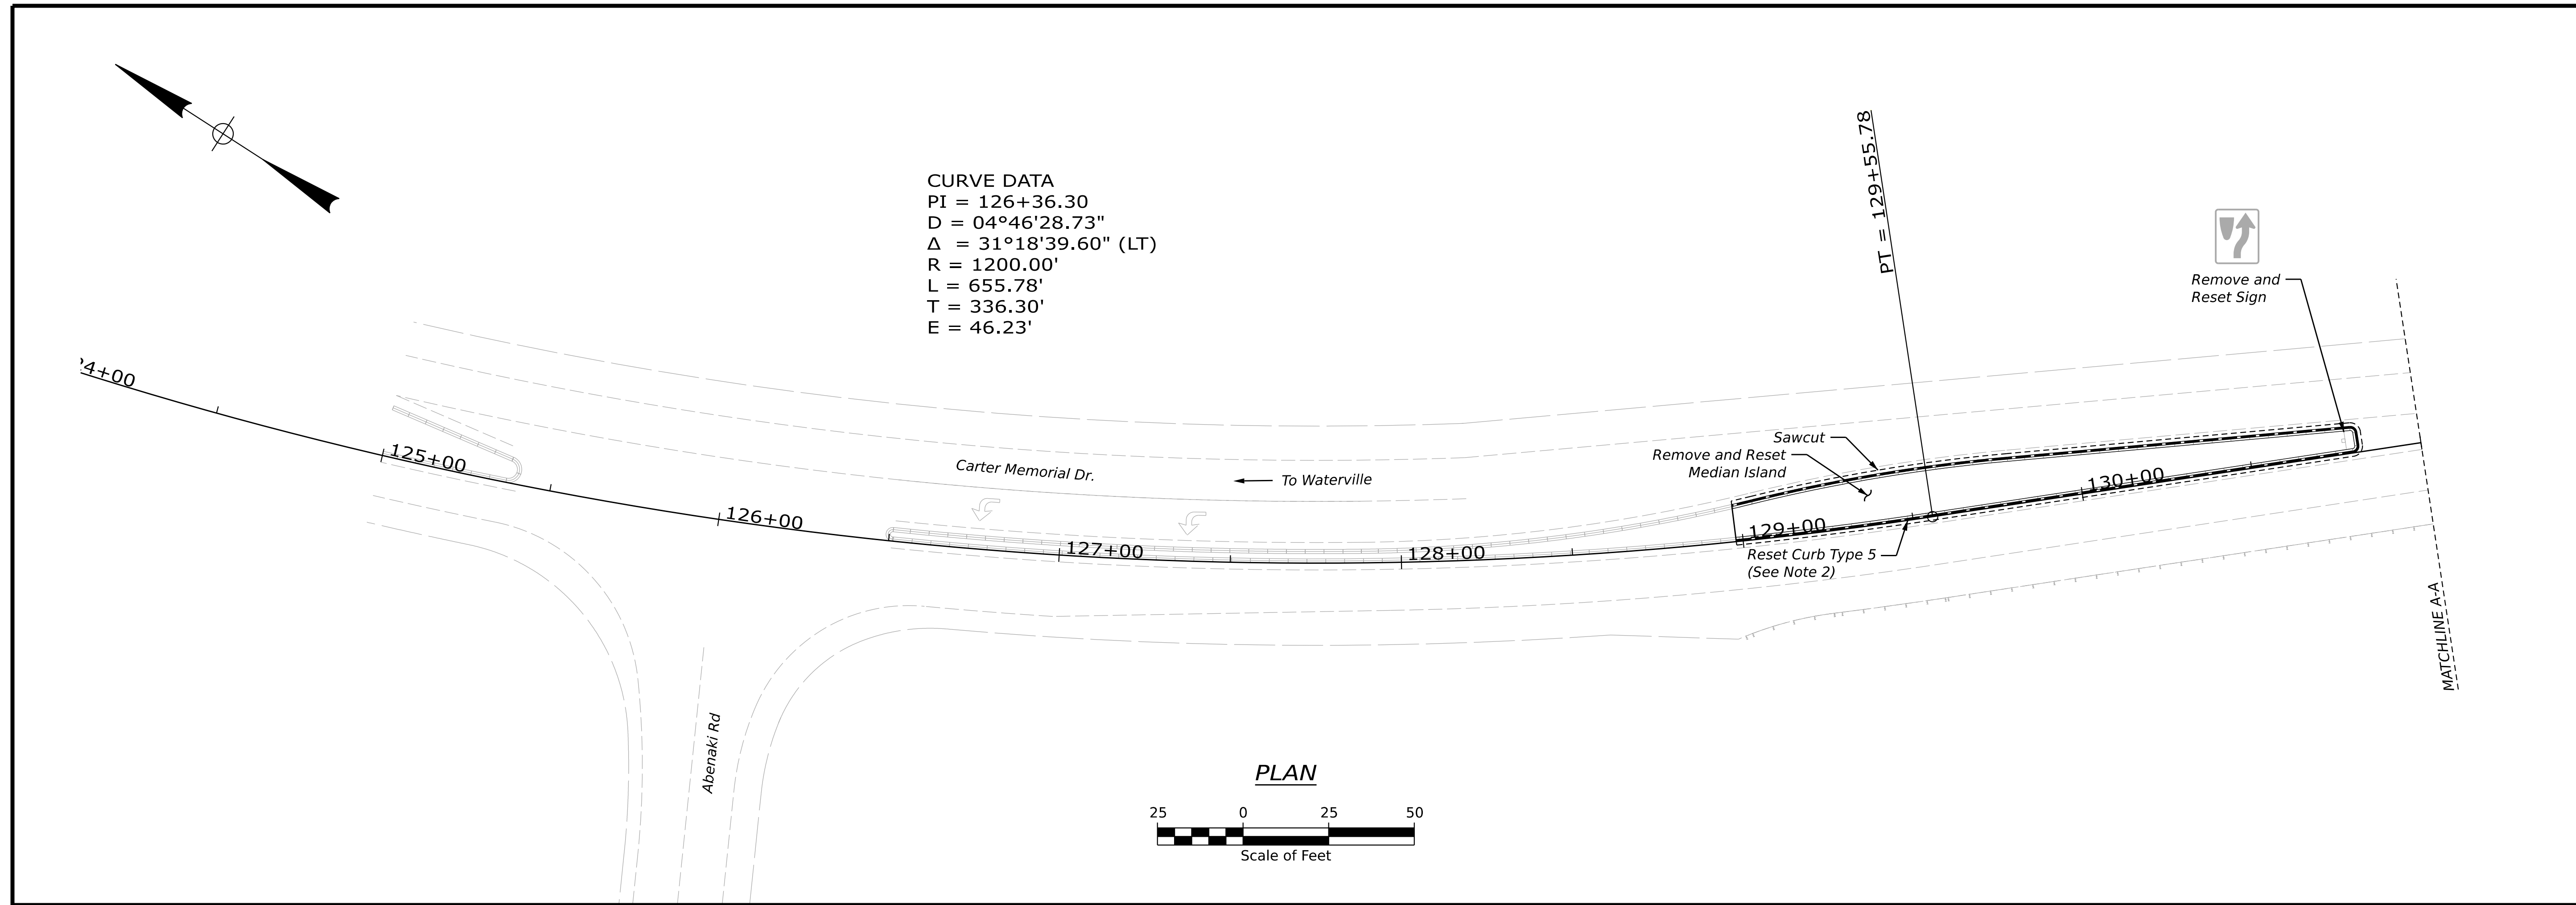 CURVE DATA
PI = 126+36.30
D = 04°46'28.73"
Δ = 31°18'39.60" (LT)
R = 1200.00'
L = 655.78'
T = 336.30'
E = 46.23'
PT = 129+55.78
Remove and
Reset Sign
24+00
125+00
126+00
127+00
128+00
129+00
130+00
Carter Memorial Dr.
To Waterville
Sawcut
Remove and Reset
Median Island
Reset Curb Type 5
(See Note 2)
MATCHLINE A-A
Abenaki Rd
PLAN
25 0 25 50
Scale of Feet